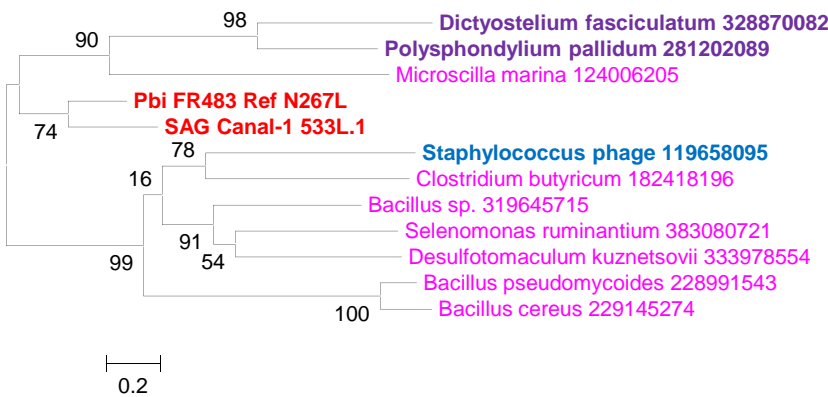 98
Dictyostelium fasciculatum 328870082
90
Polysphondylium pallidum 281202089
Microscilla marina 124006205
Pbi FR483 Ref N267L
74
SAG Canal-1 533L.1
78
Staphylococcus phage 119658095
16
Clostridium butyricum 182418196
Bacillus sp. 319645715
91
Selenomonas ruminantium 383080721
99
54
Desulfotomaculum kuznetsovii 333978554
Bacillus pseudomycoides 228991543
100
Bacillus cereus 229145274
0.2